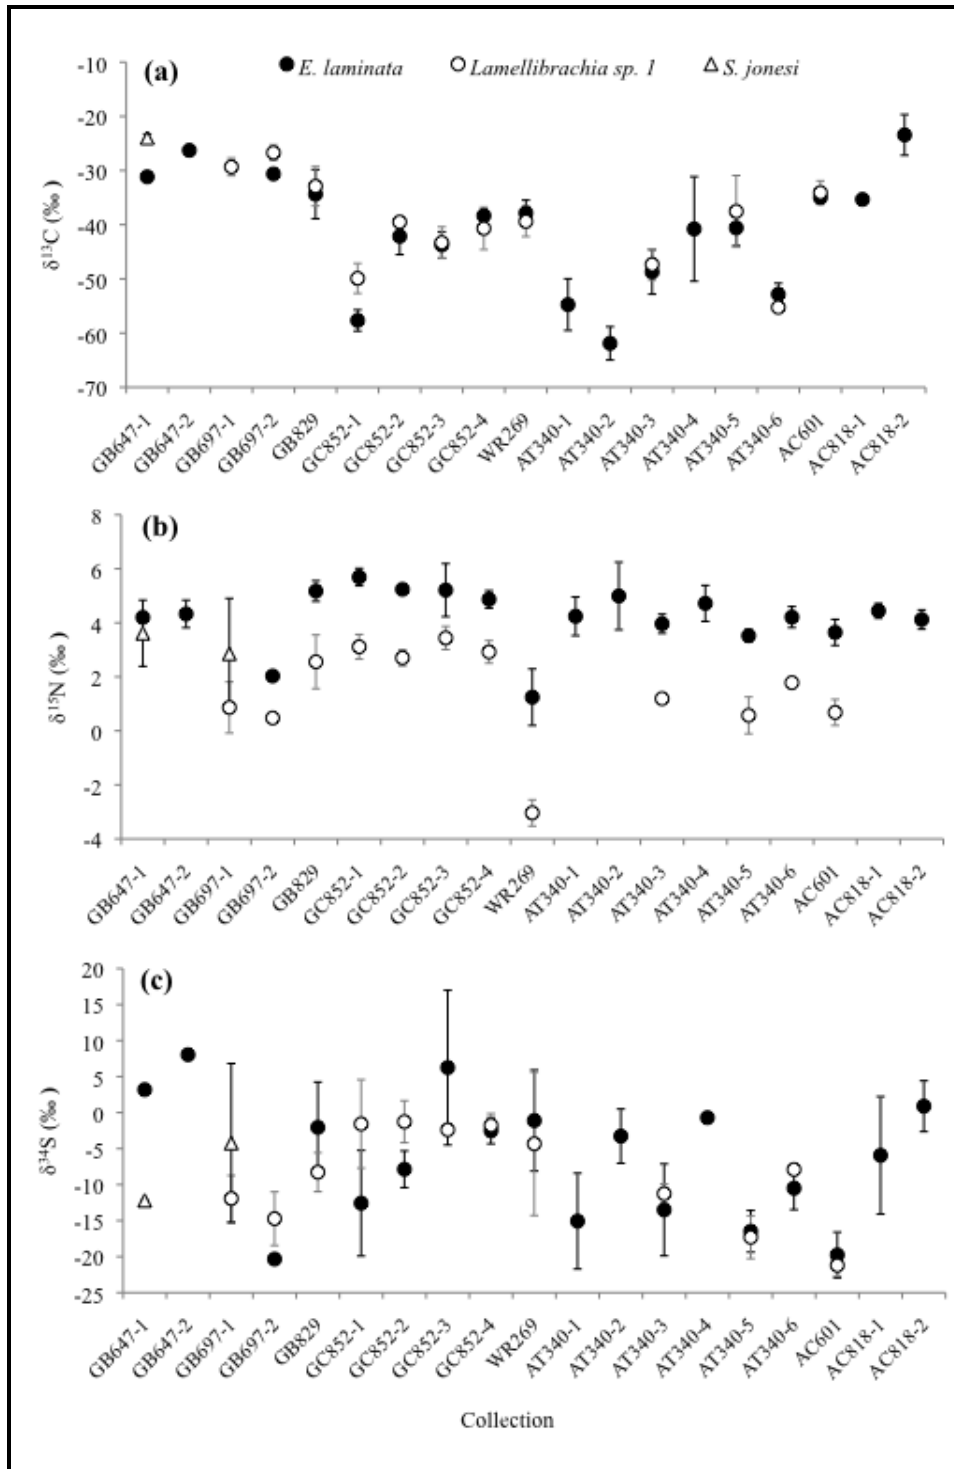 (a) E. laminata Lamellibrachia sp. 1 S. jonesi
-10
-20
-30
-40
-50
-60
-70
δ13C (‰)
GB647-1 GB647-2 GB697-1 GB697-2 GB829 GC852-1 GC852-2 GC852-3 GC852-4 WR269 AT340-1 AT340-2 AT340-3 AT340-4 AT340-5 AT340-6 AC601 AC818-1 AC818-2
(b)
8
6
4
2
0
-2
-4
δ15N (‰)
GB647-1 GB647-2 GB697-1 GB697-2 GB829 GC852-1 GC852-2 GC852-3 GC852-4 WR269 AT340-1 AT340-2 AT340-3 AT340-4 AT340-5 AT340-6 AC601 AC818-1 AC818-2
(c)
20
15
10
5
0
-5
-10
-15
-20
-25
δ34S (‰)
GB647-1 GB647-2 GB697-1 GB697-2 GB829 GC852-1 GC852-2 GC852-3 GC852-4 WR269 AT340-1 AT340-2 AT340-3 AT340-4 AT340-5 AT340-6 AC601 AC818-1 AC818-2
Collection